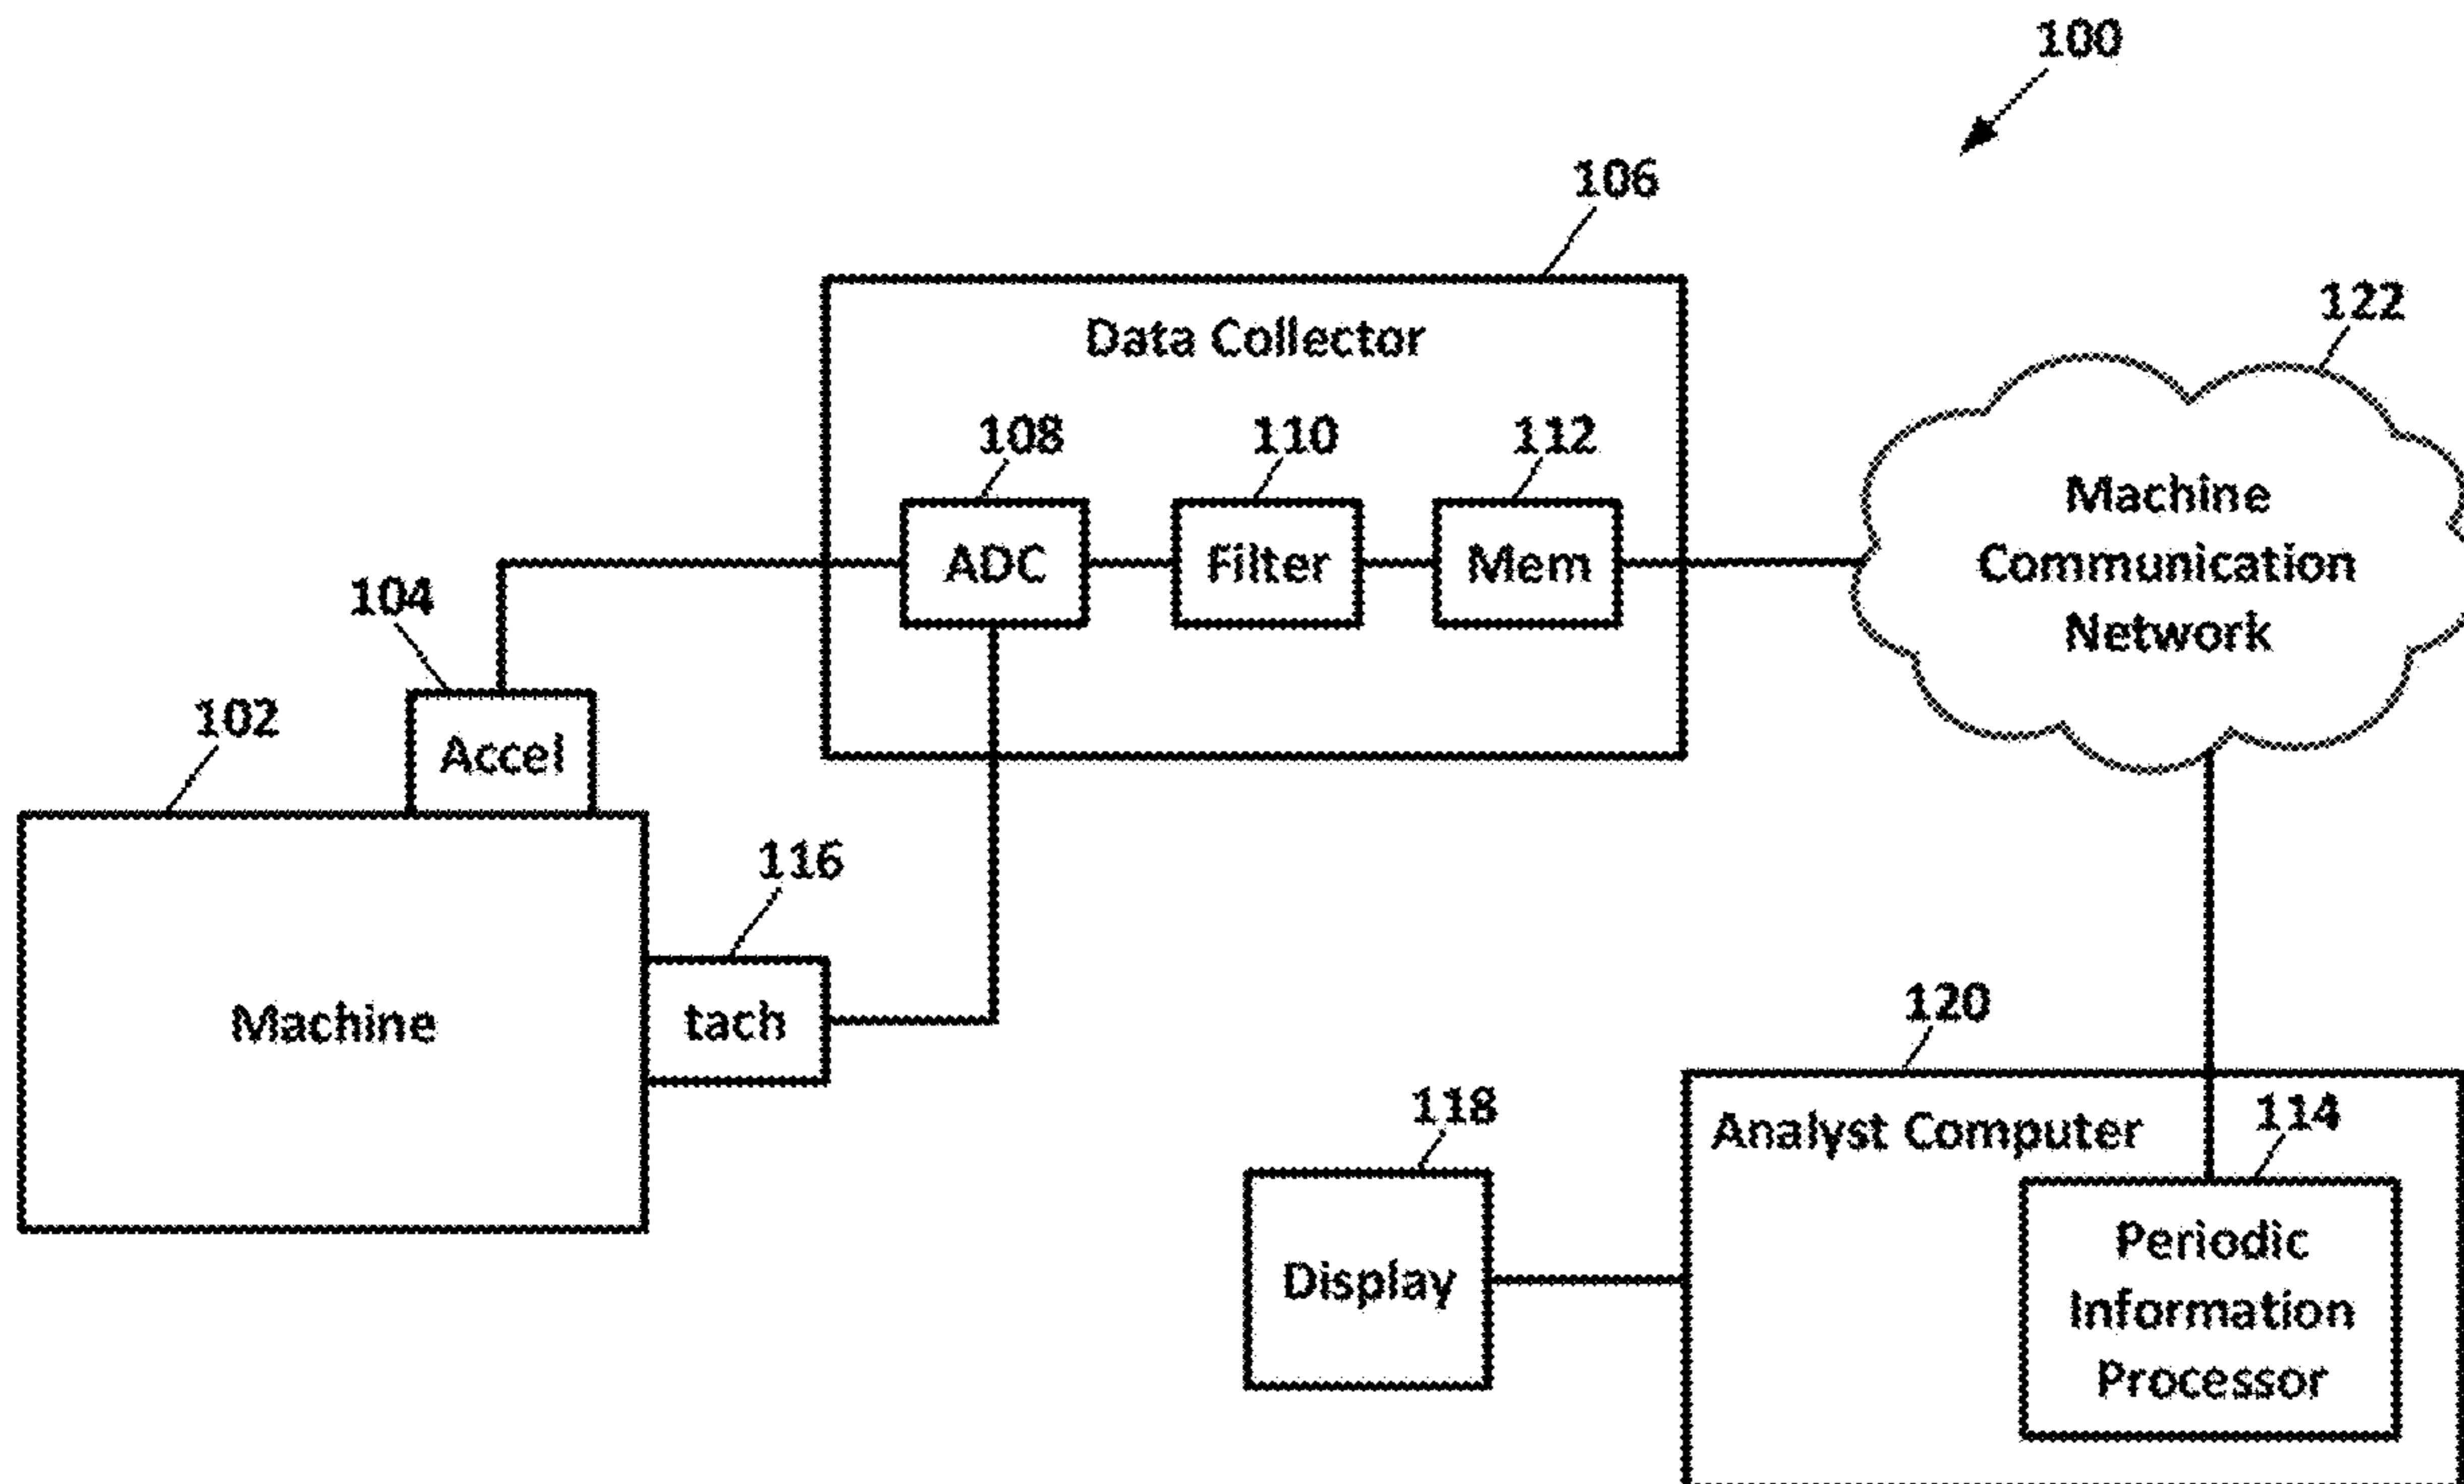 100
106
Data Collector
122
108
110
112
ADC
Filter
Mem
Machine
Communication
Network
104
Accel
102
116
Machine
tach
120
Analyst Computer
114
118
Display
Periodic
Information
Processor